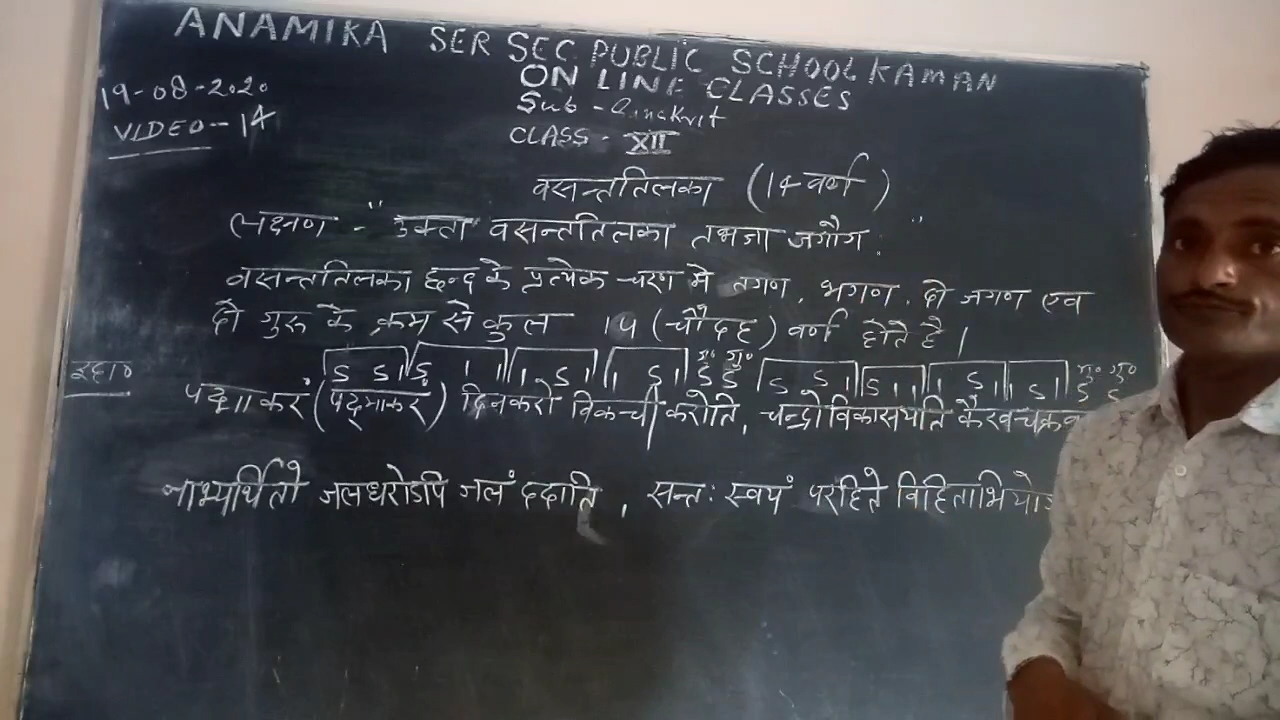 ANAMIKA SER SEC PUBLIC SCHOOL KAMAN
ON LINE CLASSES
19-08-2020
Sub - Sanskrit
VIDEO - 14
CLASS - XII
वसन्ततिलका (14 वर्ण)
लक्षण - " उक्ता वसन्ततिलका तभजा जगौगः "
वसन्ततिलका छन्द के प्रत्येक चरण मे तगण, भगण, दो जगण एव
दो गुरू के क्रम से कुल 14 (चौदह) वर्ण होते है।
S S I S I I I S I I S I गु० गु० S S S S I S I I I S I I S I गु० गु० S S
पद्माकरं (पद्‌माकरं) दिनकरो विकची करोति, चन्द्रो विकासयति कैरवचक्रव
नाभ्यर्थितो जलधरोऽपि जलं ददाति, सन्तः स्वयं परहिते विहिताभियो